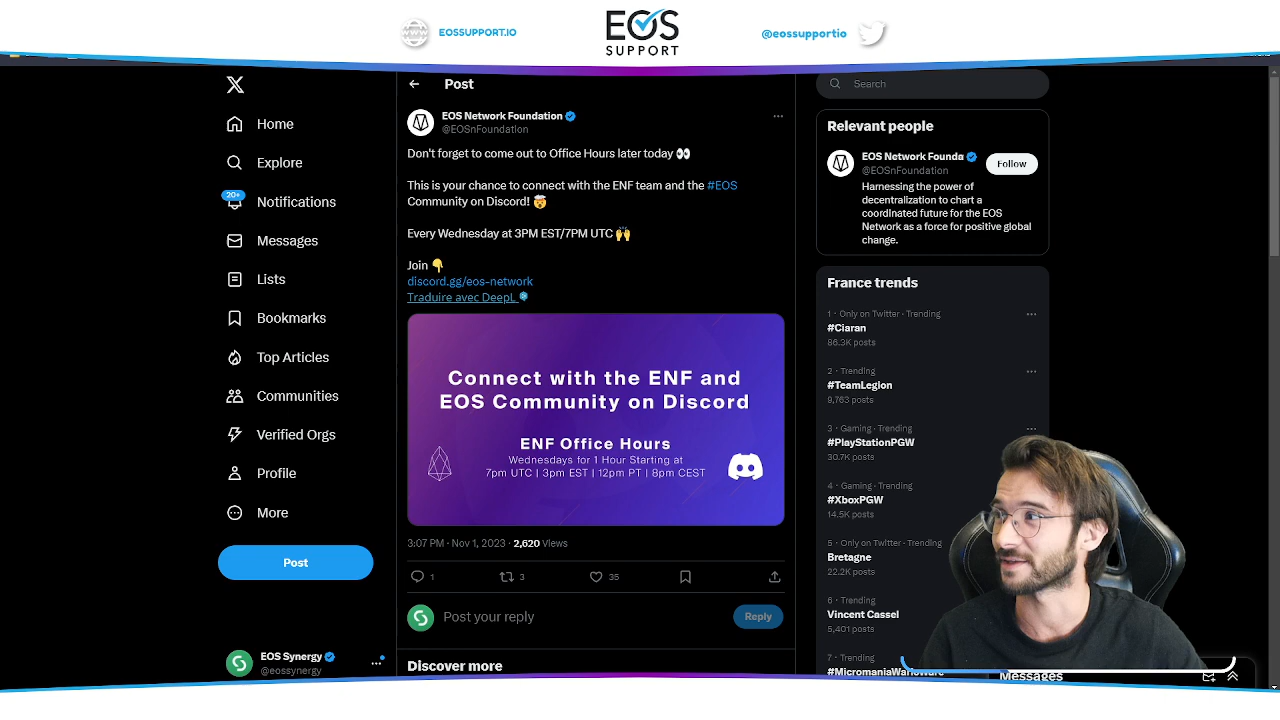 EOSSUPPORT.IO
EOS
SUPPORT
@eossupportio
Home
Explore
20+
Notifications
Messages
Lists
Bookmarks
Top Articles
Communities
Verified Orgs
Profile
More
Post
EOS Synergy
@eossynergy
Post
EOS Network Foundation
@EOSnFoundation
Don't forget to come out to Office Hours later today 👀
This is your chance to connect with the ENF team and the #EOS
Community on Discord! 🤯
Every Wednesday at 3PM EST/7PM UTC 🙌
Join 👇
discord.gg/eos-network
Traduire avec DeepL
Connect with the ENF and
EOS Community on Discord
ENF Office Hours
Wednesdays for 1 Hour Starting at
7pm UTC | 3pm EST | 12pm PT | 8pm CEST
3:07 PM · Nov 1, 2023 · 2,620 Views
1 3 35
Post your reply
Reply
Discover more
Search
Relevant people
EOS Network Founda
@EOSnFoundation
Follow
Harnessing the power of
decentralization to chart a
coordinated future for the EOS
Network as a force for positive global
change.
France trends
1 · Only on Twitter · Trending
#Ciaran
86.3K posts
2 · Trending
#TeamLegion
9,763 posts
3 · Gaming · Trending
#PlayStationPGW
30.7K posts
4 · Gaming · Trending
#XboxPGW
14.5K posts
5 · Only on Twitter · Trending
Bretagne
22.2K posts
6 · Trending
Vincent Cassel
5,401 posts
7 · Trending
#MicromaniaWarioware
Messages